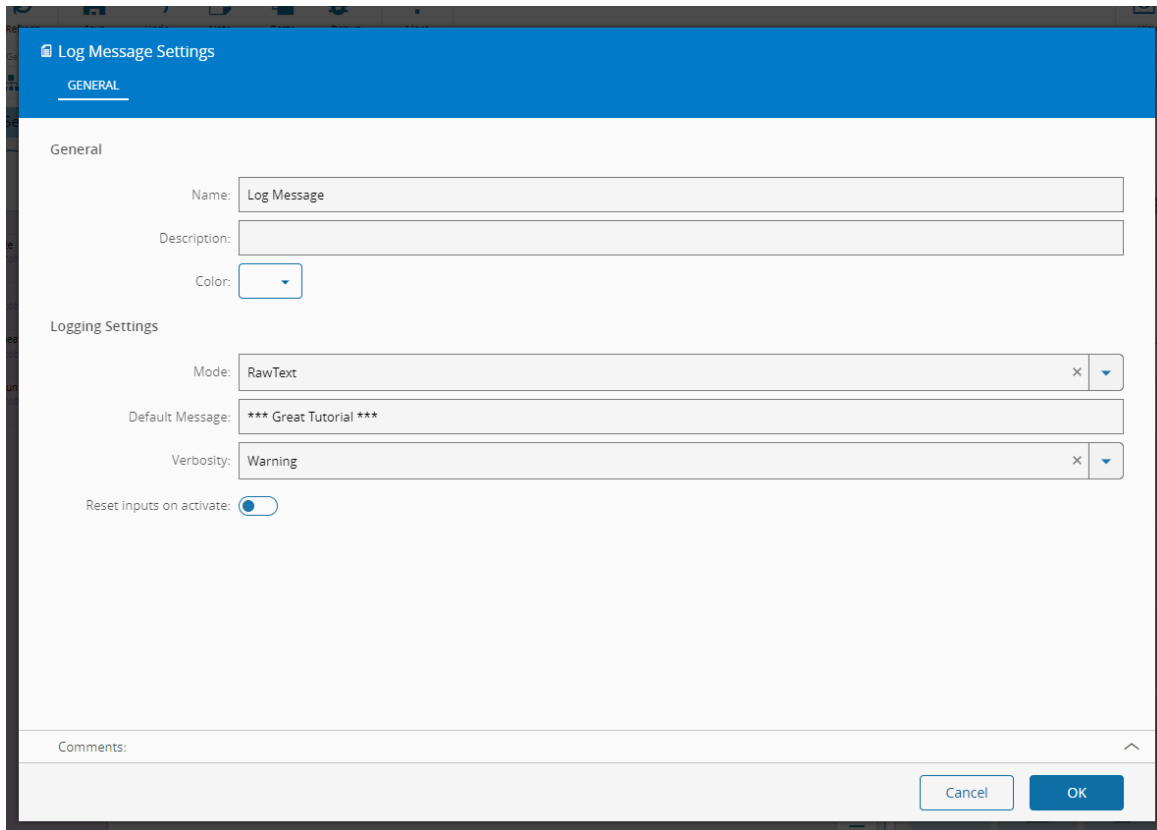 Log Message Settings
GENERAL
General
Name: Log Message
Description:
Color:
Logging Settings
Mode: RawText
Default Message: *** Great Tutorial ***
Verbosity: Warning
Reset inputs on activate:
Comments:
Cancel OK